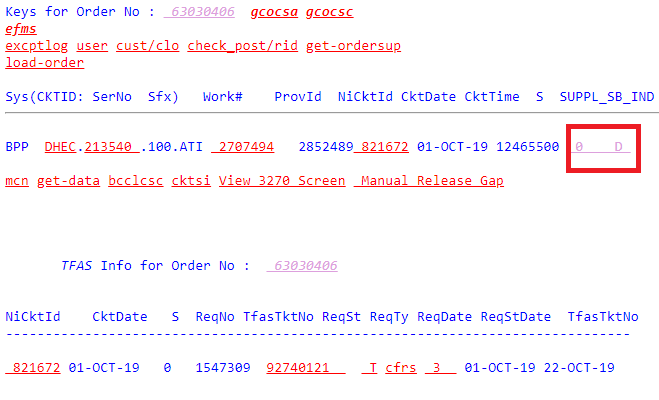 Keys for Order No : 63030406 gcocsa gcocsc
efms
excptlog user cust/clo check_post/rid get-ordersup
load-order
Sys(CKTID: SerNo Sfx) Work# ProvId NiCktId CktDate CktTime S SUPPL_SB_IND
BPP DHEC.213540 .100.ATI 2707494 2852489 821672 01-OCT-19 12465500 0 D
mcn get-data bcclcsc cktsi View 3270 Screen Manual Release Gap
TFAS Info for Order No : 63030406
NiCktId CktDate S ReqNo TfasTktNo ReqSt ReqTy ReqDate ReqStDate TfasTktNo
--------------------------------------------------------------------------------
821672 01-OCT-19 0 1547309 92740121 T cfrs 3 01-OCT-19 22-OCT-19